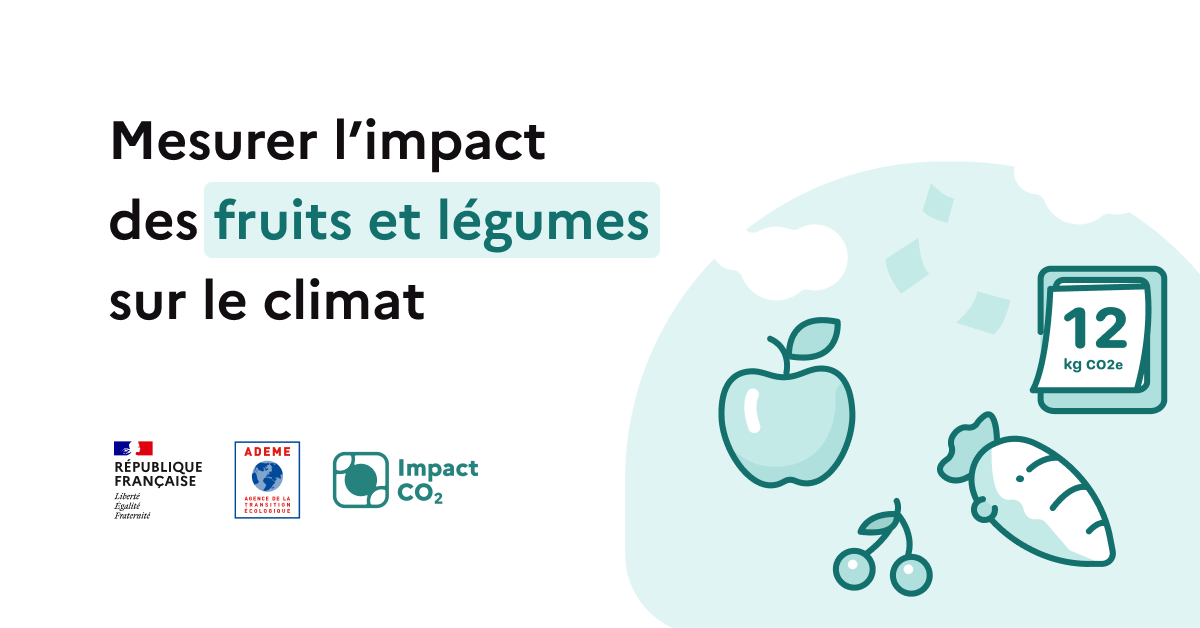 Mesurer l’impact
des fruits et légumes
sur le climat
12
kg CO2e
RÉPUBLIQUE
FRANÇAISE
Liberté
Égalité
Fraternité
ADEME
AGENCE DE LA
TRANSITION
ÉCOLOGIQUE
Impact
CO₂